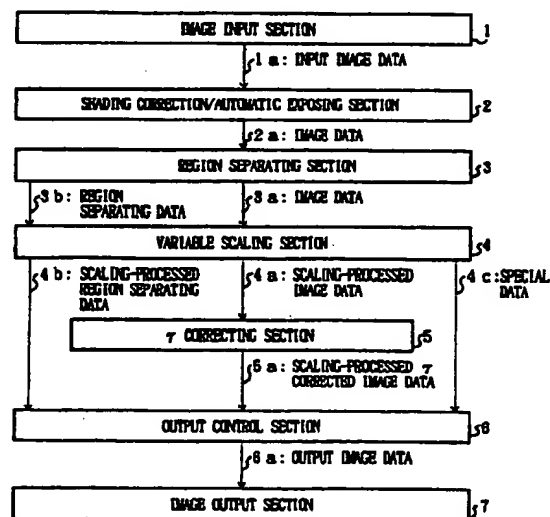 IMAGE INPUT SECTION
1
1 a: INPUT IMAGE DATA
SHADING CORRECTION/AUTOMATIC EXPOSING SECTION
2
2 a: IMAGE DATA
REGION SEPARATING SECTION
3
3 b: REGION
SEPARATING DATA
3 a: IMAGE DATA
VARIABLE SCALING SECTION
4
4 b: SCALING-PROCESSED
REGION SEPARATING
DATA
4 a: SCALING-PROCESSED
IMAGE DATA
4 c: SPECIAL
DATA
τ CORRECTING SECTION
5
5 a: SCALING-PROCESSED τ
CORRECTED IMAGE DATA
OUTPUT CONTROL SECTION
6
6 a: OUTPUT IMAGE DATA
IMAGE OUTPUT SECTION
7